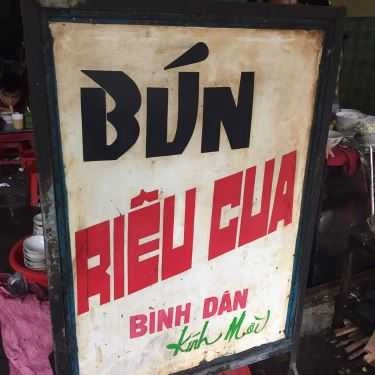 BÚN
RIÊU CUA
BÌNH DÂN
Kính Mời